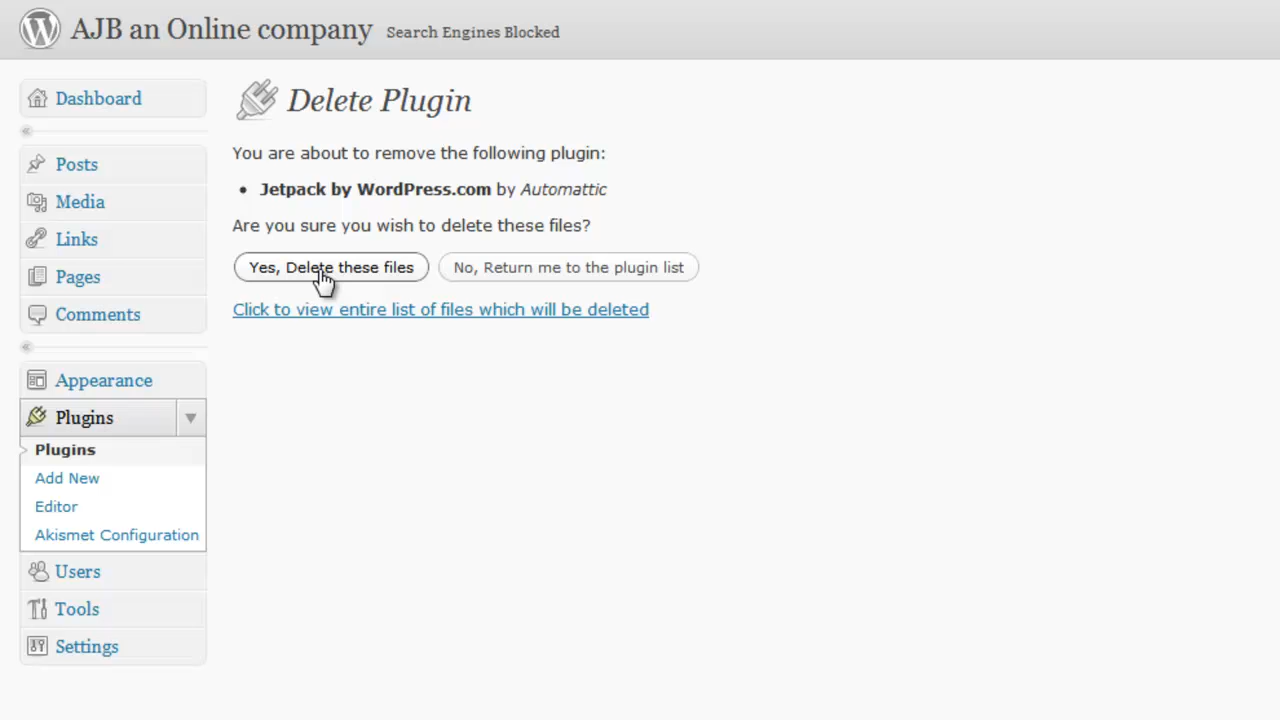 AJB an Online company Search Engines Blocked
Dashboard
Posts
Media
Links
Pages
Comments
Appearance
Plugins
Plugins
Add New
Editor
Akismet Configuration
Users
Tools
Settings
Delete Plugin
You are about to remove the following plugin:
• Jetpack by WordPress.com by Automattic
Are you sure you wish to delete these files?
Yes, Delete these files No, Return me to the plugin list
Click to view entire list of files which will be deleted